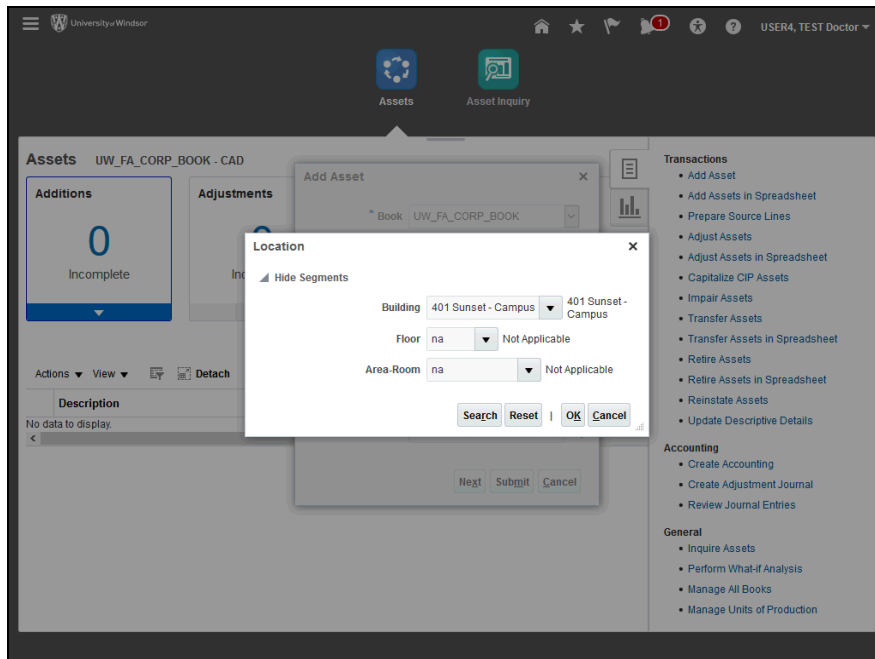 University of Windsor
1
USER4, TEST Doctor
Assets
Asset Inquiry
Assets UW_FA_CORP_BOOK - CAD
Additions
0
Incomplete
Adjustments
Add Asset
* Book UW_FA_CORP_BOOK
Location
Hide Segments
Building 401 Sunset - Campus 401 Sunset -
Campus
Floor na Not Applicable
Area-Room na Not Applicable
Search Reset | OK Cancel
Next Submit Cancel
Actions View Detach
Description
No data to display.
Transactions
• Add Asset
• Add Assets in Spreadsheet
• Prepare Source Lines
• Adjust Assets
• Adjust Assets in Spreadsheet
• Capitalize CIP Assets
• Impair Assets
• Transfer Assets
• Transfer Assets in Spreadsheet
• Retire Assets
• Retire Assets in Spreadsheet
• Reinstate Assets
• Update Descriptive Details
Accounting
• Create Accounting
• Create Adjustment Journal
• Review Journal Entries
General
• Inquire Assets
• Perform What-if Analysis
• Manage All Books
• Manage Units of Production